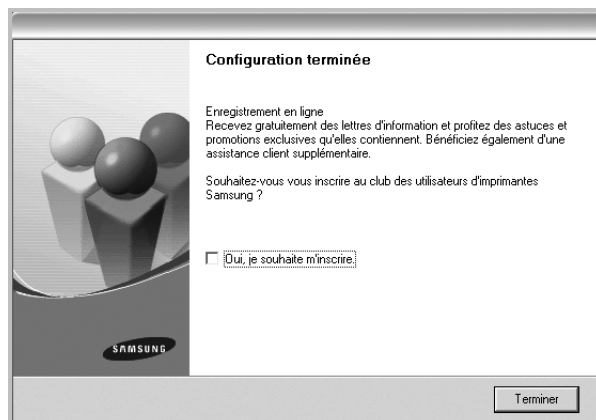 Configuration terminée
Enregistrement en ligne
Recevez gratuitement des lettres d'information et profitez des astuces et
promotions exclusives qu'elles contiennent. Bénéficiez également d'une
assistance client supplémentaire.
Souhaitez-vous vous inscrire au club des utilisateurs d'imprimantes
Samsung ?
Oui, je souhaite m'inscrire.
SAMSUNG
Terminer